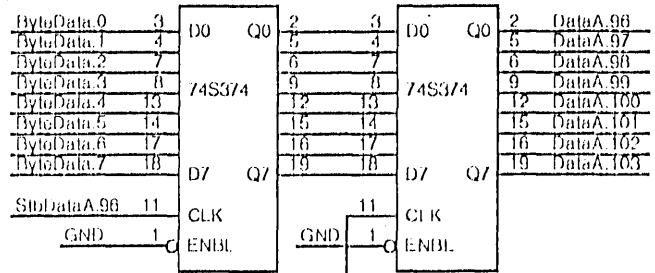 ByteData.0 3 D0 Q0 2 3 D0 Q0 2 DataA.96
ByteData.1 4 5 4 5 DataA.97
ByteData.2 7 6 7 6 DataA.98
ByteData.3 8 74S374 9 8 74S374 9 DataA.99
ByteData.4 13 12 13 12 DataA.100
ByteData.5 14 15 14 15 DataA.101
ByteData.6 17 16 17 16 DataA.102
ByteData.7 18 D7 Q7 19 18 D7 Q7 19 DataA.103
StbDataA.96 11 CLK 11 CLK
GND 1 ENBL GND 1 ENBL